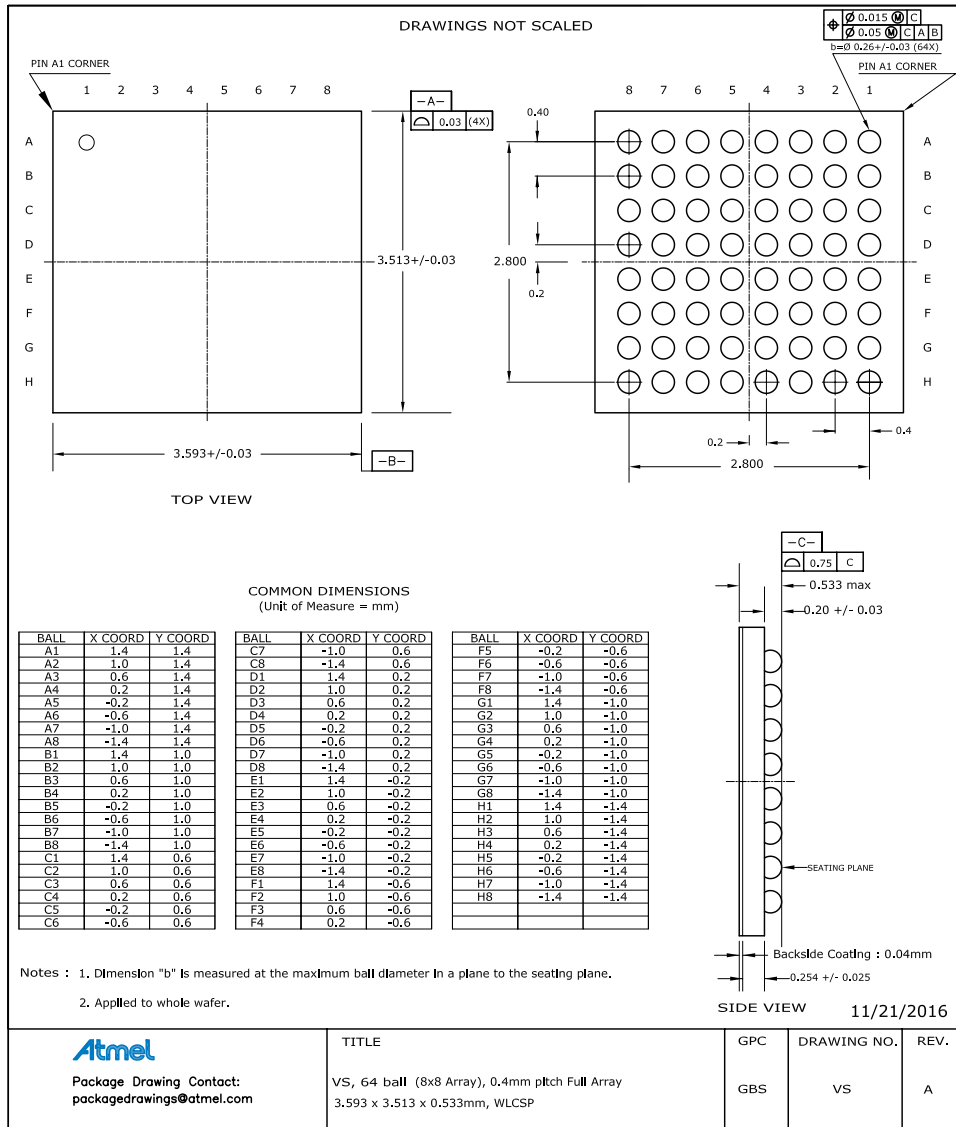 DRAWINGS NOT SCALED
⌀ 0.015 Ⓜ C
⌀ 0.05 Ⓜ C A B
b=⌀ 0.26+/-0.03 (64X)
PIN A1 CORNER
PIN A1 CORNER
1 2 3 4 5 6 7 8
8 7 6 5 4 3 2 1
-A-
0.03 (4X)
0.40
A
B
C
D
E
F
G
H
3.513+/-0.03
2.800
0.2
A
B
C
D
E
F
G
H
3.593+/-0.03
-B-
0.2
0.4
2.800
TOP VIEW
-C-
0.75 C
0.533 max
0.20 +/- 0.03
COMMON DIMENSIONS
(Unit of Measure = mm)
BALL X COORD Y COORD
A1 1.4 1.4
A2 1.0 1.4
A3 0.6 1.4
A4 0.2 1.4
A5 -0.2 1.4
A6 -0.6 1.4
A7 -1.0 1.4
A8 -1.4 1.4
B1 1.4 1.0
B2 1.0 1.0
B3 0.6 1.0
B4 0.2 1.0
B5 -0.2 1.0
B6 -0.6 1.0
B7 -1.0 1.0
B8 -1.4 1.0
C1 1.4 0.6
C2 1.0 0.6
C3 0.6 0.6
C4 0.2 0.6
C5 -0.2 0.6
C6 -0.6 0.6
BALL X COORD Y COORD
C7 -1.0 0.6
C8 -1.4 0.6
D1 1.4 0.2
D2 1.0 0.2
D3 0.6 0.2
D4 0.2 0.2
D5 -0.2 0.2
D6 -0.6 0.2
D7 -1.0 0.2
D8 -1.4 0.2
E1 1.4 -0.2
E2 1.0 -0.2
E3 0.6 -0.2
E4 0.2 -0.2
E5 -0.2 -0.2
E6 -0.6 -0.2
E7 -1.0 -0.2
E8 -1.4 -0.2
F1 1.4 -0.6
F2 1.0 -0.6
F3 0.6 -0.6
F4 0.2 -0.6
BALL X COORD Y COORD
F5 -0.2 -0.6
F6 -0.6 -0.6
F7 -1.0 -0.6
F8 -1.4 -0.6
G1 1.4 -1.0
G2 1.0 -1.0
G3 0.6 -1.0
G4 0.2 -1.0
G5 -0.2 -1.0
G6 -0.6 -1.0
G7 -1.0 -1.0
G8 -1.4 -1.0
H1 1.4 -1.4
H2 1.0 -1.4
H3 0.6 -1.4
H4 0.2 -1.4
H5 -0.2 -1.4
H6 -0.6 -1.4
H7 -1.0 -1.4
H8 -1.4 -1.4
SEATING PLANE
Backside Coating : 0.04mm
0.254 +/- 0.025
Notes : 1. Dimension "b" is measured at the maximum ball diameter in a plane to the seating plane.
2. Applied to whole wafer.
SIDE VIEW
11/21/2016
Atmel
Package Drawing Contact:
packagedrawings@atmel.com
TITLE
VS, 64 ball (8x8 Array), 0.4mm pitch Full Array
3.593 x 3.513 x 0.533mm, WLCSP
GPC
GBS
DRAWING NO.
VS
REV.
A